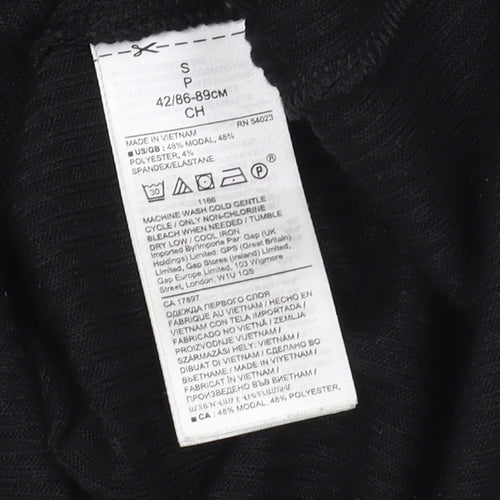 S
P
42/86-89см
CH
RN 54023
MADE IN VIETNAM
■US/GB : 48% MODAL, 48%
POLYESTER, 4%
SPANDEX/ELASTANE
30 P ®
1166
MACHINE WASH COLD GENTLE
CYCLE / ONLY NON-CHLORINE
BLEACH WHEN NEEDED / TUMBLE
DRY LOW / COOL IRON
Imported By/Importe Par: Gap (UK
Holdings) Limited. GPS (Great Britain)
Limited, Gap Stores (Ireland) Limited.
Gap Europe Limited, 103 Wigmore
Street, London, W1U 1QS
CA 17897
ОДЕЖДА ПЕРВОГО СЛОЯ
FABRIQUE AU VIETNAM / HECHO EN
VIETNAM CON TELA IMPORTADA /
FABRICADO NO VIETNÃ / ZEMLJA
PROIZVODNJE VIJETNAM /
SZÁRMAZÁSI HELY: VIETNAM /
DIBUAT DI VIETNAM / СДЕЛАНО ВО
ВЬЕТНАМЕ / MADE IN VIYETNAM /
FABRICAT ÎN VIETNAM /
ПРОИЗВЕДЕНО ВЪВ ВИЕТНАМ /
■CA : 48% MODAL, 48% POLYESTER,